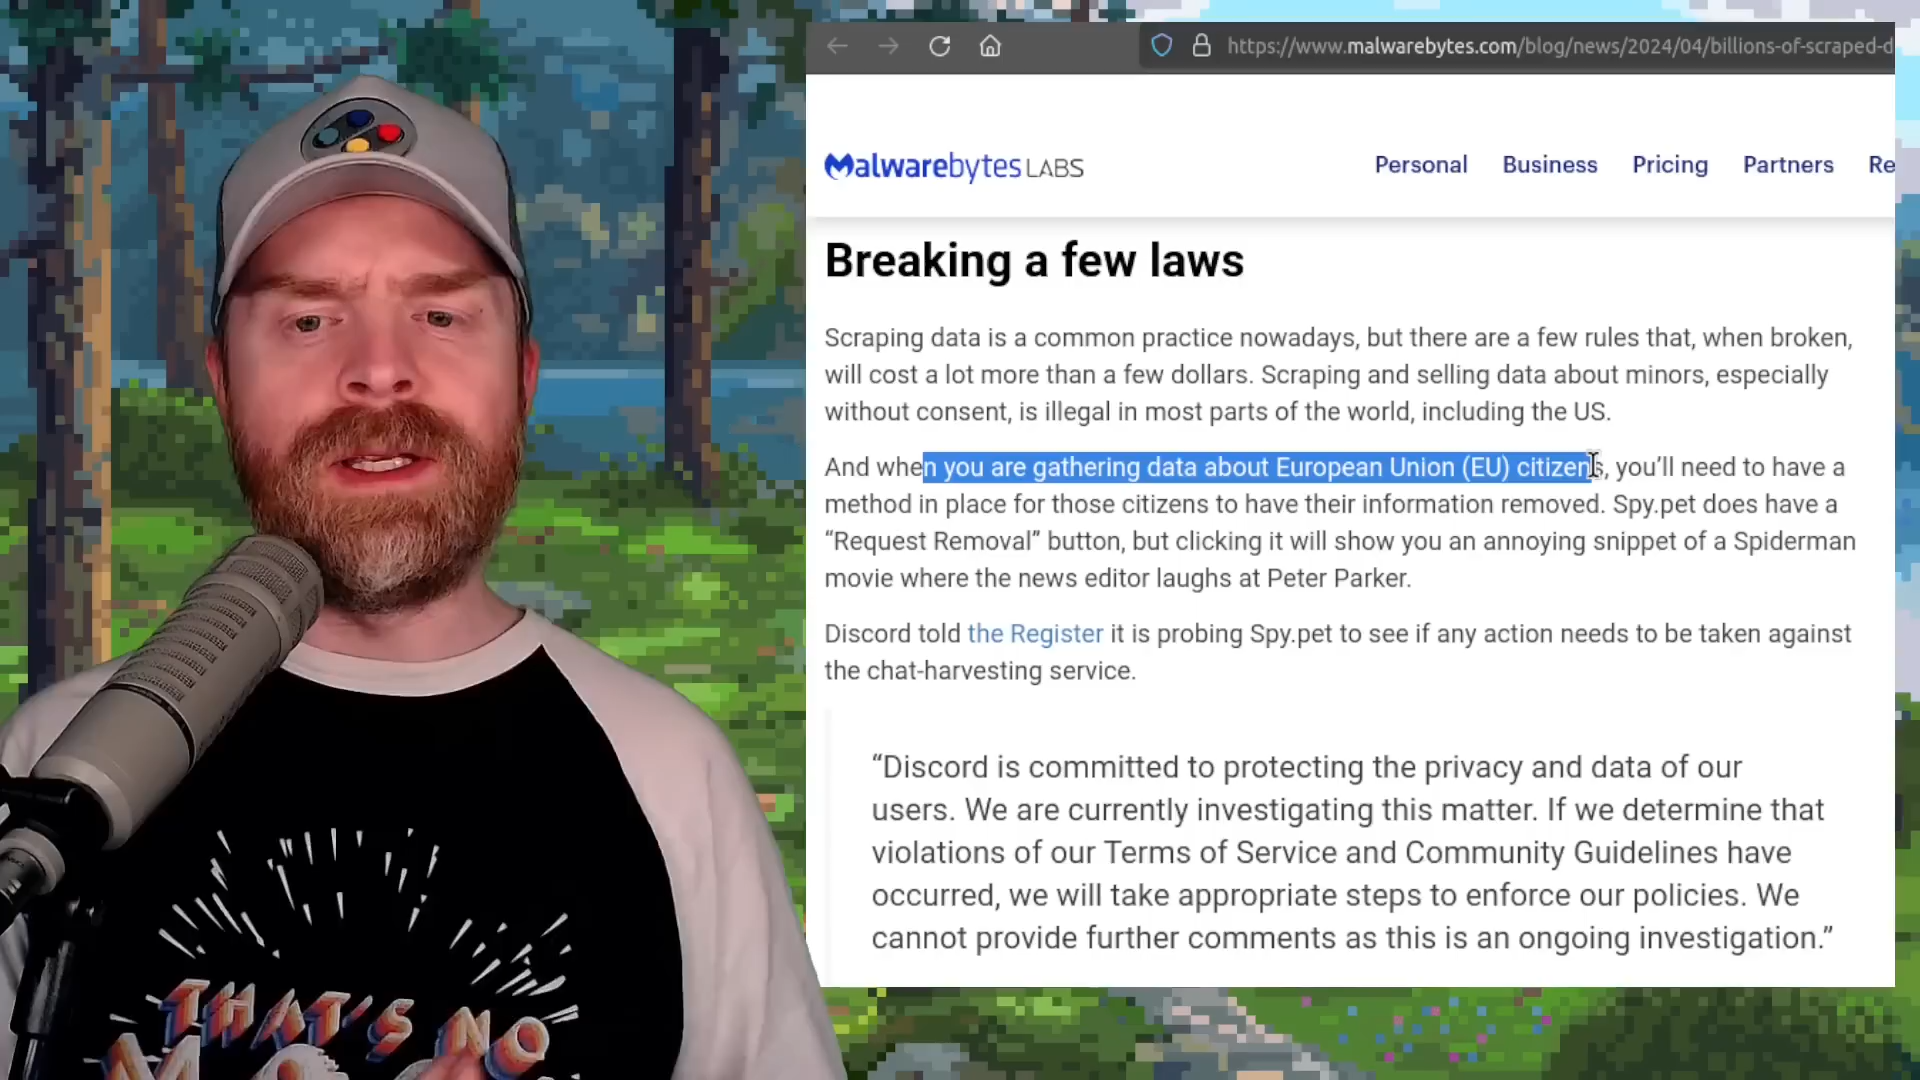 https://www.malwarebytes.com/blog/news/2024/04/billions-of-scraped-d
Malwarebytes LABS
Personal Business Pricing Partners Re
Breaking a few laws
Scraping data is a common practice nowadays, but there are a few rules that, when broken,
will cost a lot more than a few dollars. Scraping and selling data about minors, especially
without consent, is illegal in most parts of the world, including the US.
And when you are gathering data about European Union (EU) citizens, you’ll need to have a
method in place for those citizens to have their information removed. Spy.pet does have a
“Request Removal” button, but clicking it will show you an annoying snippet of a Spiderman
movie where the news editor laughs at Peter Parker.
Discord told the Register it is probing Spy.pet to see if any action needs to be taken against
the chat-harvesting service.
“Discord is committed to protecting the privacy and data of our
users. We are currently investigating this matter. If we determine that
violations of our Terms of Service and Community Guidelines have
occurred, we will take appropriate steps to enforce our policies. We
cannot provide further comments as this is an ongoing investigation.”
THAT'S NO